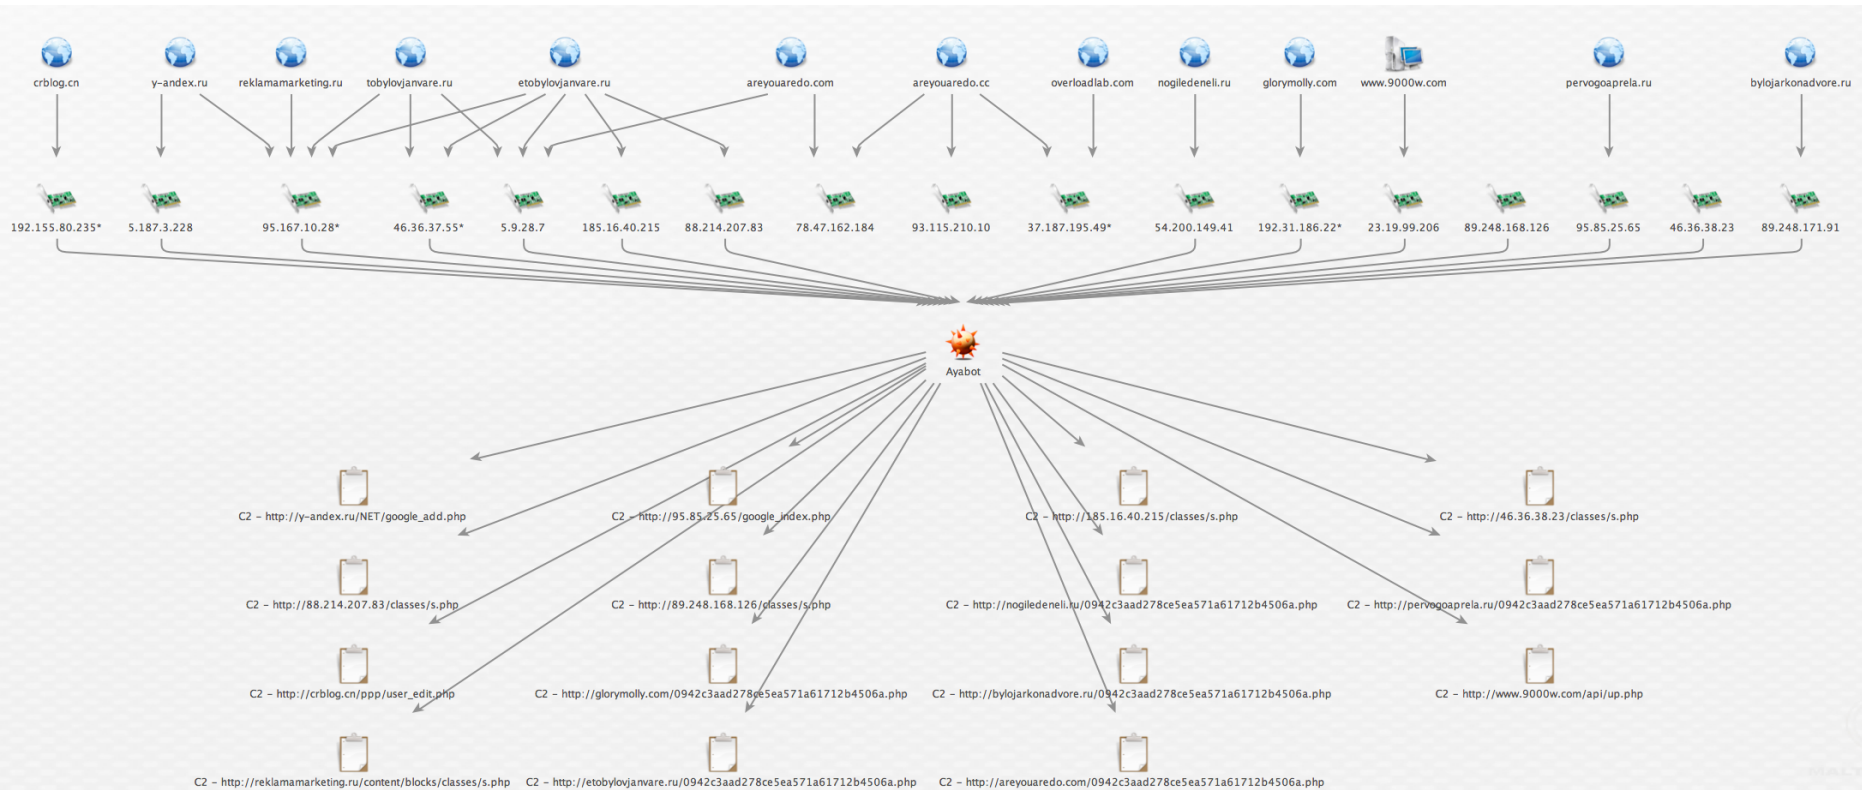 crblog.cn
y-andex.ru
reklamamarketing.ru
tobylovjanvare.ru
etobylovjanvare.ru
areyouaredo.com
areyouaredo.cc
overloadlab.com
nogiledeneli.ru
glorymolly.com
www.9000w.com
pervogoaprela.ru
bylojarkonadvore.ru
192.155.80.235*
5.187.3.228
95.167.10.28*
46.36.37.55*
5.9.28.7
185.16.40.215
88.214.207.83
78.47.162.184
93.115.210.10
37.187.195.49*
54.200.149.41
192.31.186.22*
23.19.99.206
89.248.168.126
95.85.25.65
46.36.38.23
89.248.171.91
Ayabot
C2 - http://y-andex.ru/NET/google_add.php
C2 - http://95.85.25.65/google_index.php
C2 - http://185.16.40.215/classes/s.php
C2 - http://46.36.38.23/classes/s.php
C2 - http://88.214.207.83/classes/s.php
C2 - http://89.248.168.126/classes/s.php
C2 - http://nogiledeneli.ru/0942c3aad278ce5ea571a61712b4506a.php
C2 - http://pervogoaprela.ru/0942c3aad278ce5ea571a61712b4506a.php
C2 - http://crblog.cn/ppp/user_edit.php
C2 - http://glorymolly.com/0942c3aad278ce5ea571a61712b4506a.php
C2 - http://bylojarkonadvore.ru/0942c3aad278ce5ea571a61712b4506a.php
C2 - http://www.9000w.com/api/up.php
C2 - http://reklamamarketing.ru/content/blocks/classes/s.php
C2 - http://etobylovjanvare.ru/0942c3aad278ce5ea571a61712b4506a.php
C2 - http://areyouaredo.com/0942c3aad278ce5ea571a61712b4506a.php